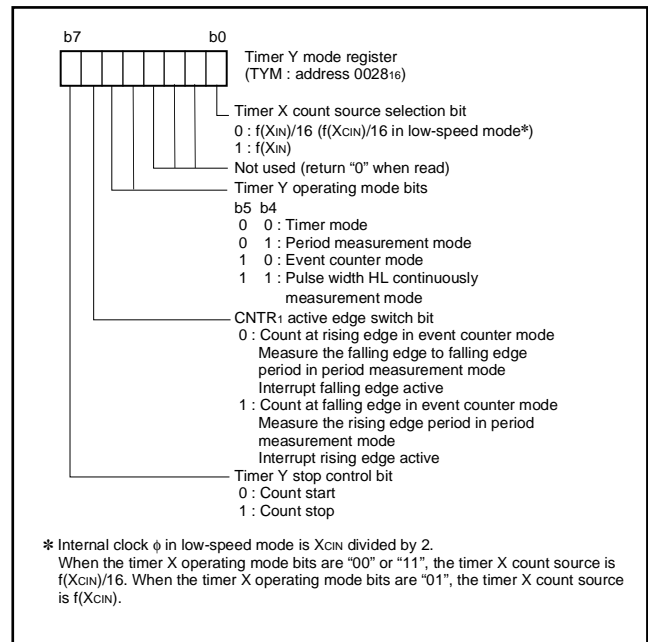 b7 b0
Timer Y mode register
(TYM : address 002816)
Timer X count source selection bit
0 : f(XIN)/16 (f(XCIN)/16 in low-speed mode✻)
1 : f(XIN)
Not used (return “0” when read)
Timer Y operating mode bits
b5 b4
0 0 : Timer mode
0 1 : Period measurement mode
1 0 : Event counter mode
1 1 : Pulse width HL continuously
measurement mode
CNTR1 active edge switch bit
0 : Count at rising edge in event counter mode
Measure the falling edge to falling edge
period in period measurement mode
Interrupt falling edge active
1 : Count at falling edge in event counter mode
Measure the rising edge period in period
measurement mode
Interrupt rising edge active
Timer Y stop control bit
0 : Count start
1 : Count stop
✻ Internal clock ϕ in low-speed mode is XCIN divided by 2.
When the timer X operating mode bits are “00” or “11”, the timer X count source is
f(XCIN)/16. When the timer X operating mode bits are “01”, the timer X count source
is f(XCIN).